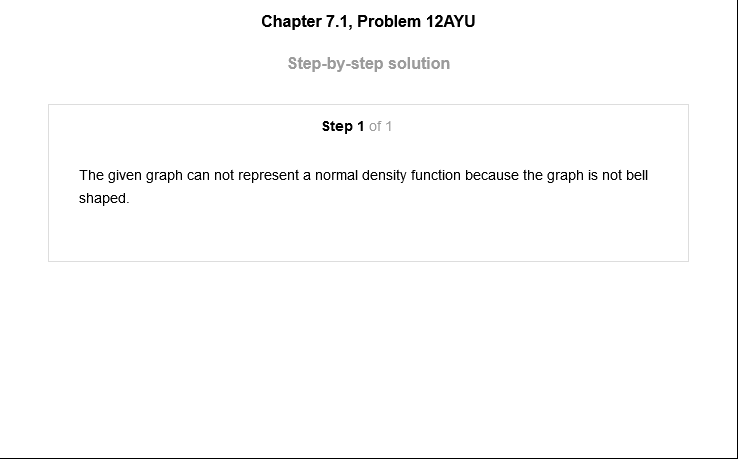 Chapter 7.1, Problem 12AYU
Step-by-step solution
Step 1 of 1
The given graph can not represent a normal density function because the graph is not bell
shaped.